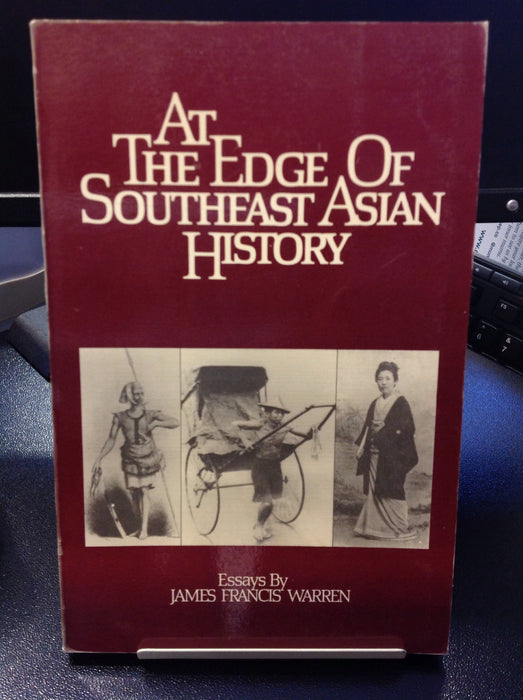 At
The Edge Of
Southeast Asian
History
Essays By
JAMES FRANCIS WARREN